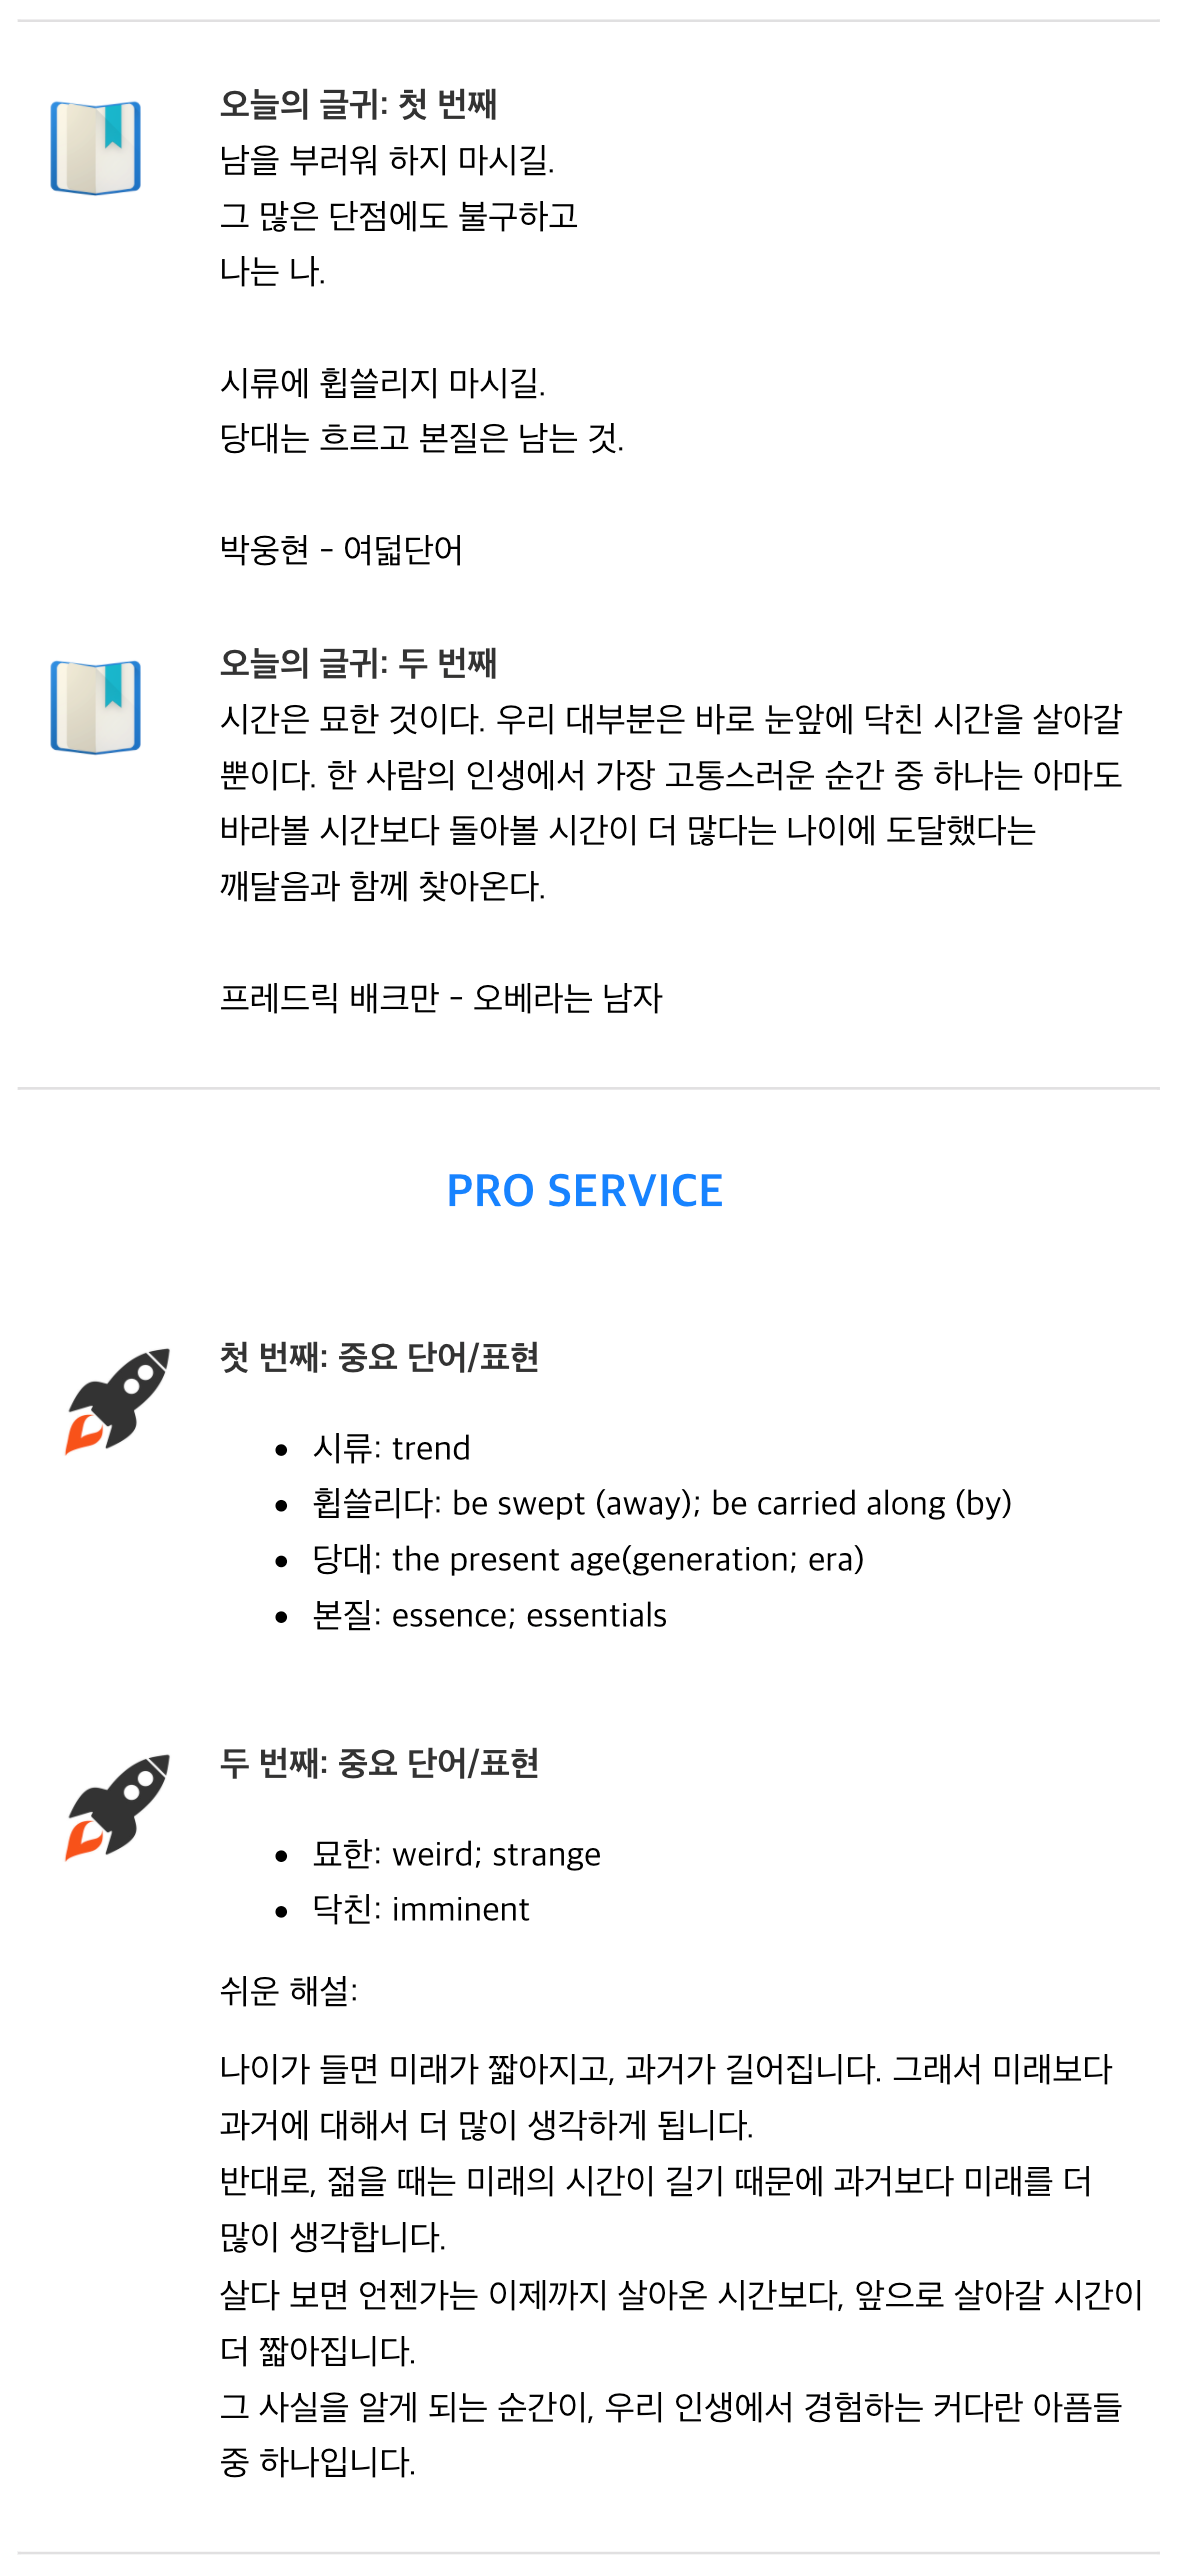 오늘의 글귀: 첫 번째
남을 부러워 하지 마시길.
그 많은 단점에도 불구하고
나는 나.
시류에 휩쓸리지 마시길.
당대는 흐르고 본질은 남는 것.
박웅현 - 여덟단어
오늘의 글귀: 두 번째
시간은 묘한 것이다. 우리 대부분은 바로 눈앞에 닥친 시간을 살아갈
뿐이다. 한 사람의 인생에서 가장 고통스러운 순간 중 하나는 아마도
바라볼 시간보다 돌아볼 시간이 더 많다는 나이에 도달했다는
깨달음과 함께 찾아온다.
프레드릭 배크만 - 오베라는 남자
PRO SERVICE
첫 번째: 중요 단어/표현
• 시류: trend
• 휩쓸리다: be swept (away); be carried along (by)
• 당대: the present age(generation; era)
• 본질: essence; essentials
두 번째: 중요 단어/표현
• 묘한: weird; strange
• 닥친: imminent
쉬운 해설:
나이가 들면 미래가 짧아지고, 과거가 길어집니다. 그래서 미래보다
과거에 대해서 더 많이 생각하게 됩니다.
반대로, 젊을 때는 미래의 시간이 길기 때문에 과거보다 미래를 더
많이 생각합니다.
살다 보면 언젠가는 이제까지 살아온 시간보다, 앞으로 살아갈 시간이
더 짧아집니다.
그 사실을 알게 되는 순간이, 우리 인생에서 경험하는 커다란 아픔들
중 하나입니다.